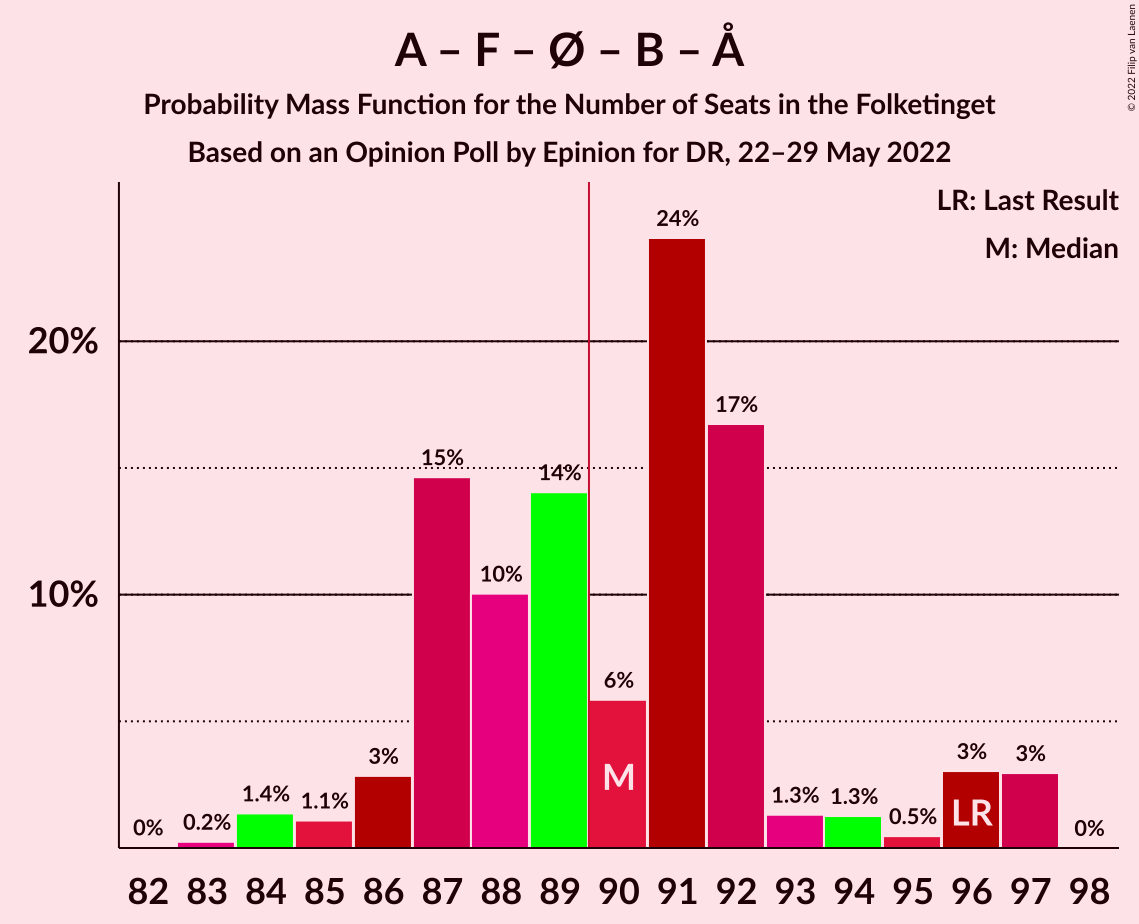 A – F – Ø – B – Å
Probability Mass Function for the Number of Seats in the Folketinget
Based on an Opinion Poll by Epinion for DR, 22–29 May 2022
© 2022 Filip van Laenen
LR: Last Result
M: Median
20%
10%
0%
0.2%
1.4%
1.1%
3%
15%
10%
14%
6%
24%
17%
1.3%
1.3%
0.5%
3%
3%
0%
M
LR
82 83 84 85 86 87 88 89 90 91 92 93 94 95 96 97 98